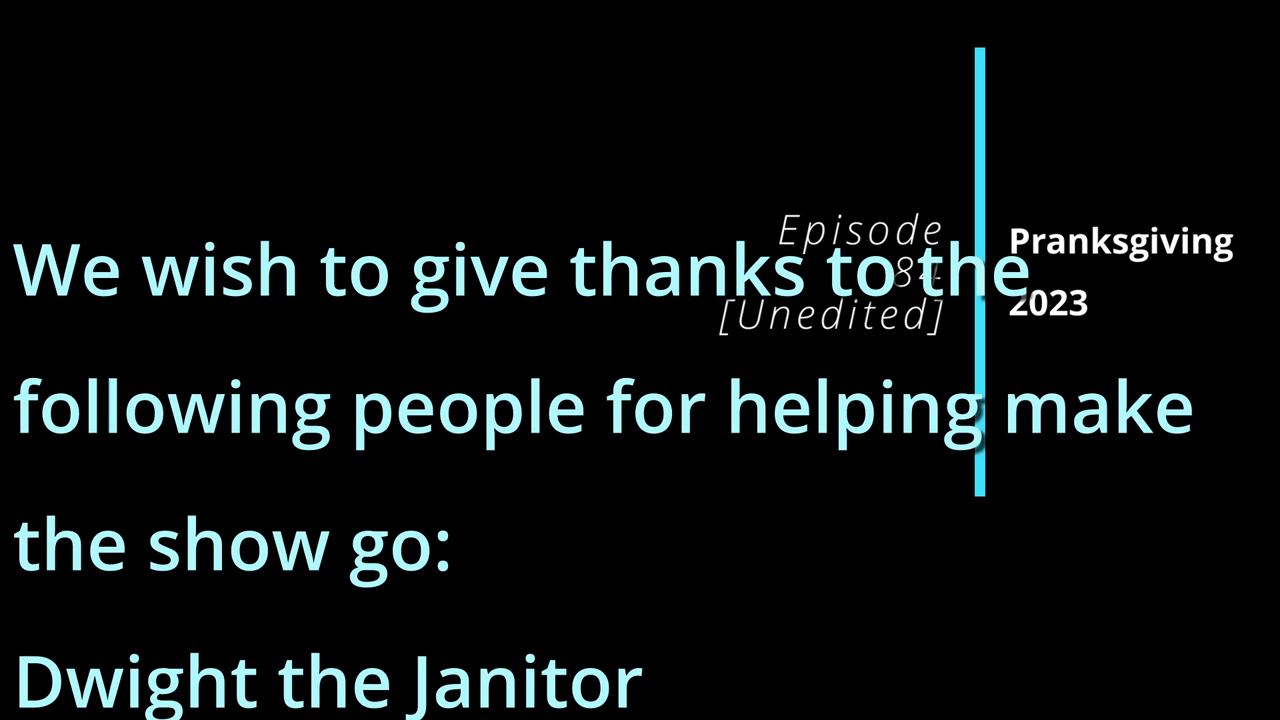 Episode
[Unedited]
Pranksgiving
2023
We wish to give thanks to the
following people for helping make
the show go:
Dwight the Janitor